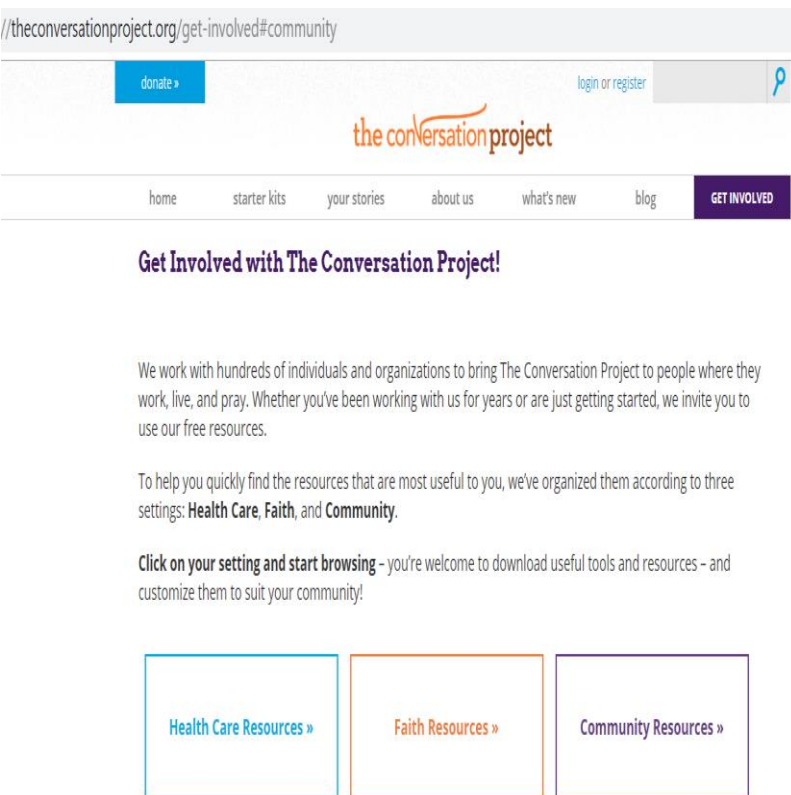 //theconversationproject.org/get-involved#community
donate »
login or register
the conversation project
home starter kits your stories about us what's new blog GET INVOLVED
Get Involved with The Conversation Project!
We work with hundreds of individuals and organizations to bring The Conversation Project to people where they
work, live, and pray. Whether you've been working with us for years or are just getting started, we invite you to
use our free resources.
To help you quickly find the resources that are most useful to you, we've organized them according to three
settings: Health Care, Faith, and Community.
Click on your setting and start browsing – you're welcome to download useful tools and resources – and
customize them to suit your community!
Health Care Resources »
Faith Resources »
Community Resources »